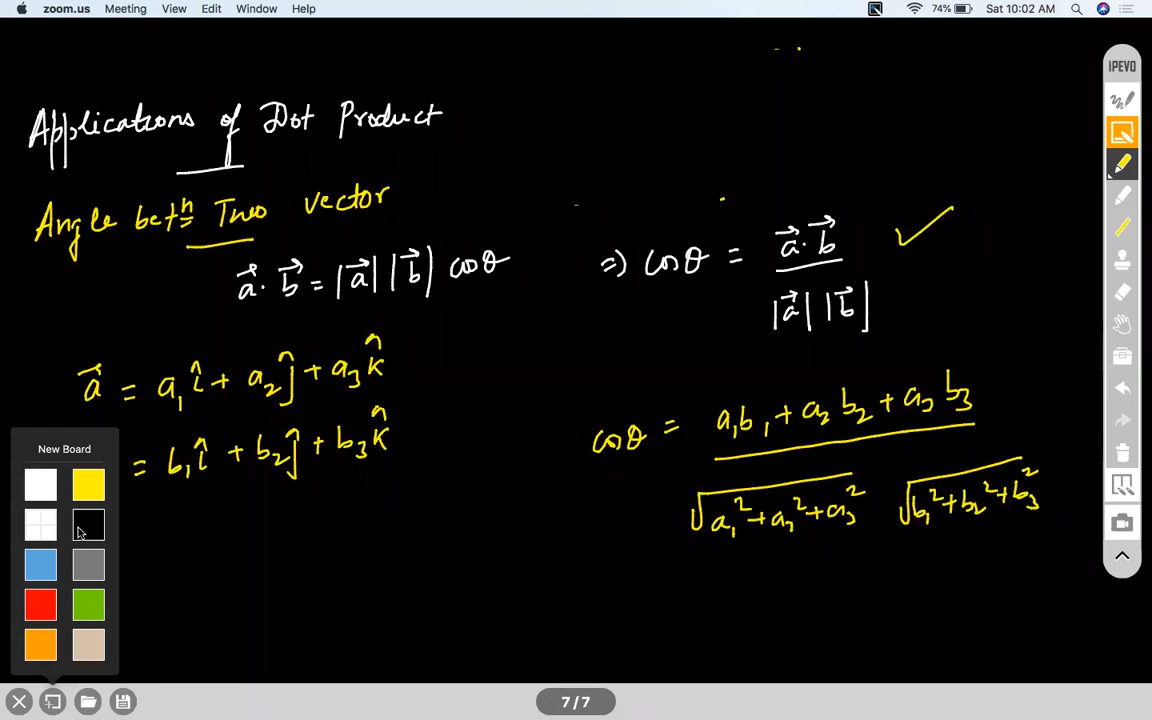 zoom.us Meeting View Edit Window Help 74% Sat 10:02 AM
IPEVO
Applications of Dot Product
Angle betⁿ Two vector
a⃗ · b⃗ = |a⃗| |b⃗| cosθ
⇒ cosθ = a⃗ · b⃗ / |a⃗| |b⃗|
a⃗ = a₁î + a₂ĵ + a₃k̂
= b₁î + b₂ĵ + b₃k̂
cosθ = a₁b₁ + a₂b₂ + a₃b₃ / √a₁² + a₂² + a₃² √b₁² + b₂² + b₃²
New Board
7/7